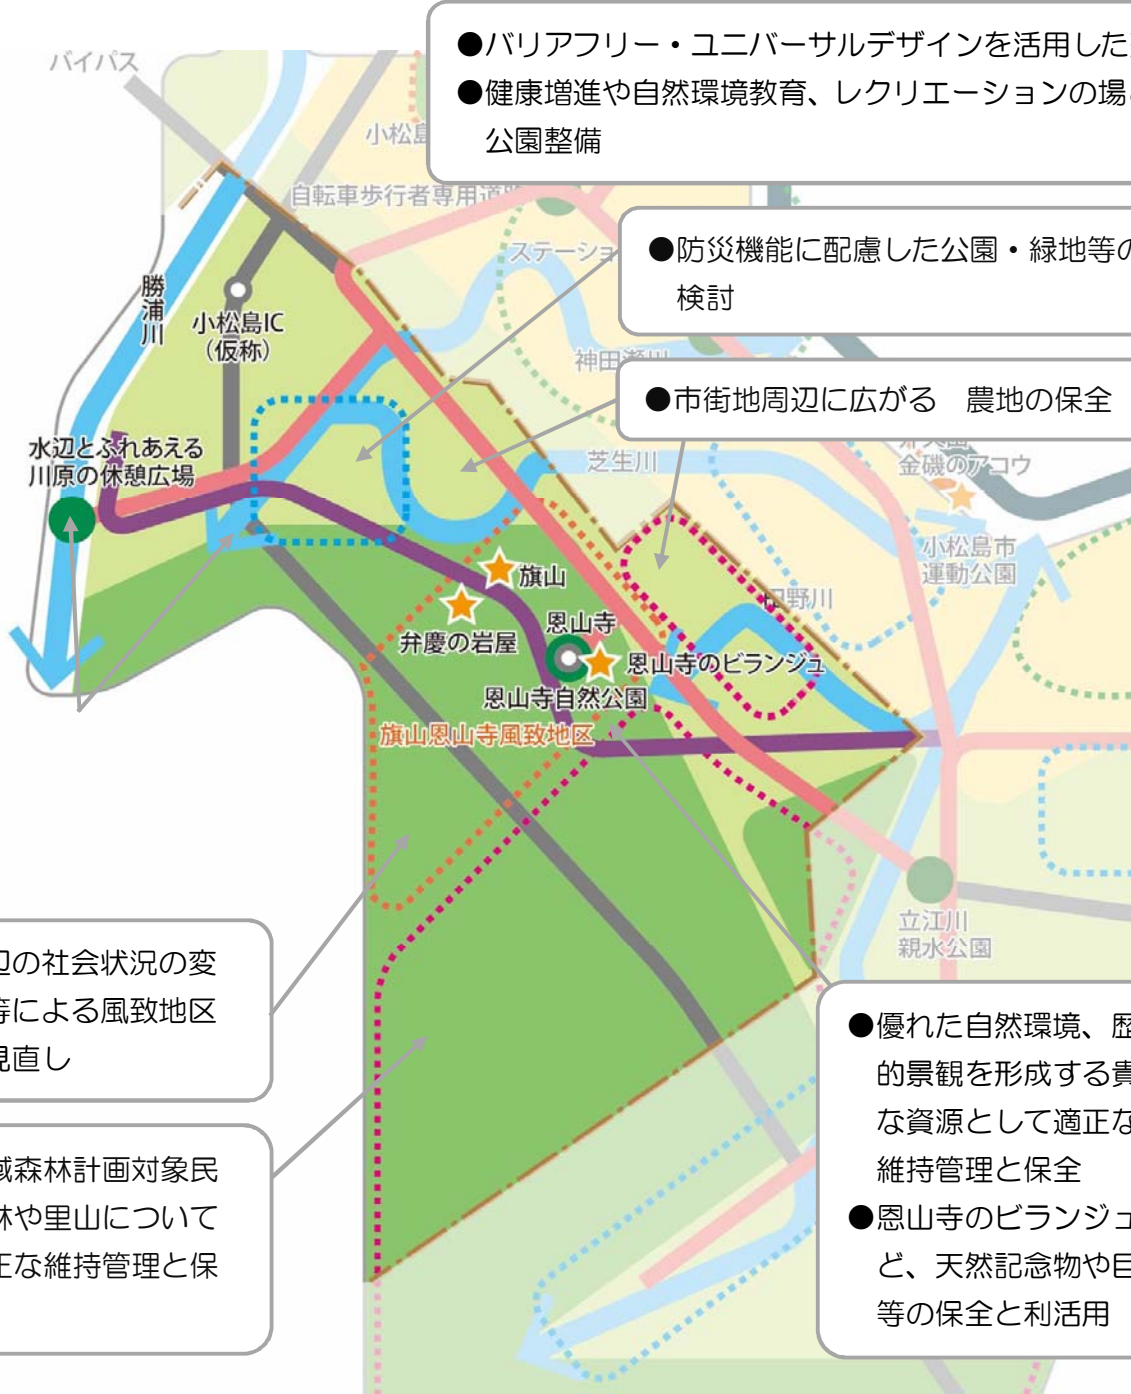 ●バリアフリー・ユニバーサルデザインを活用した
●健康増進や自然環境教育、レクリエーションの場
公園整備
バイパス
小松島
自転車歩行者専用道路
ステーショ
●防災機能に配慮した公園・緑地等の
検討
勝浦川
小松島IC
(仮称)
神田瀬川
●市街地周辺に広がる　農地の保全
水辺とふれあえる
川原の休憩広場
芝生川
金磯のアコウ
小松島市
運動公園
旗山
田野川
弁慶の岩屋
恩山寺
恩山寺のビランジュ
恩山寺自然公園
旗山恩山寺風致地区
立江川
親水公園
辺の社会状況の変
等による風致地区
見直し
域森林計画対象民
林や里山について
正な維持管理と保
●優れた自然環境、歴
的景観を形成する貴
な資源として適正な
維持管理と保全
●恩山寺のビランジュ
ど、天然記念物や巨
等の保全と利活用